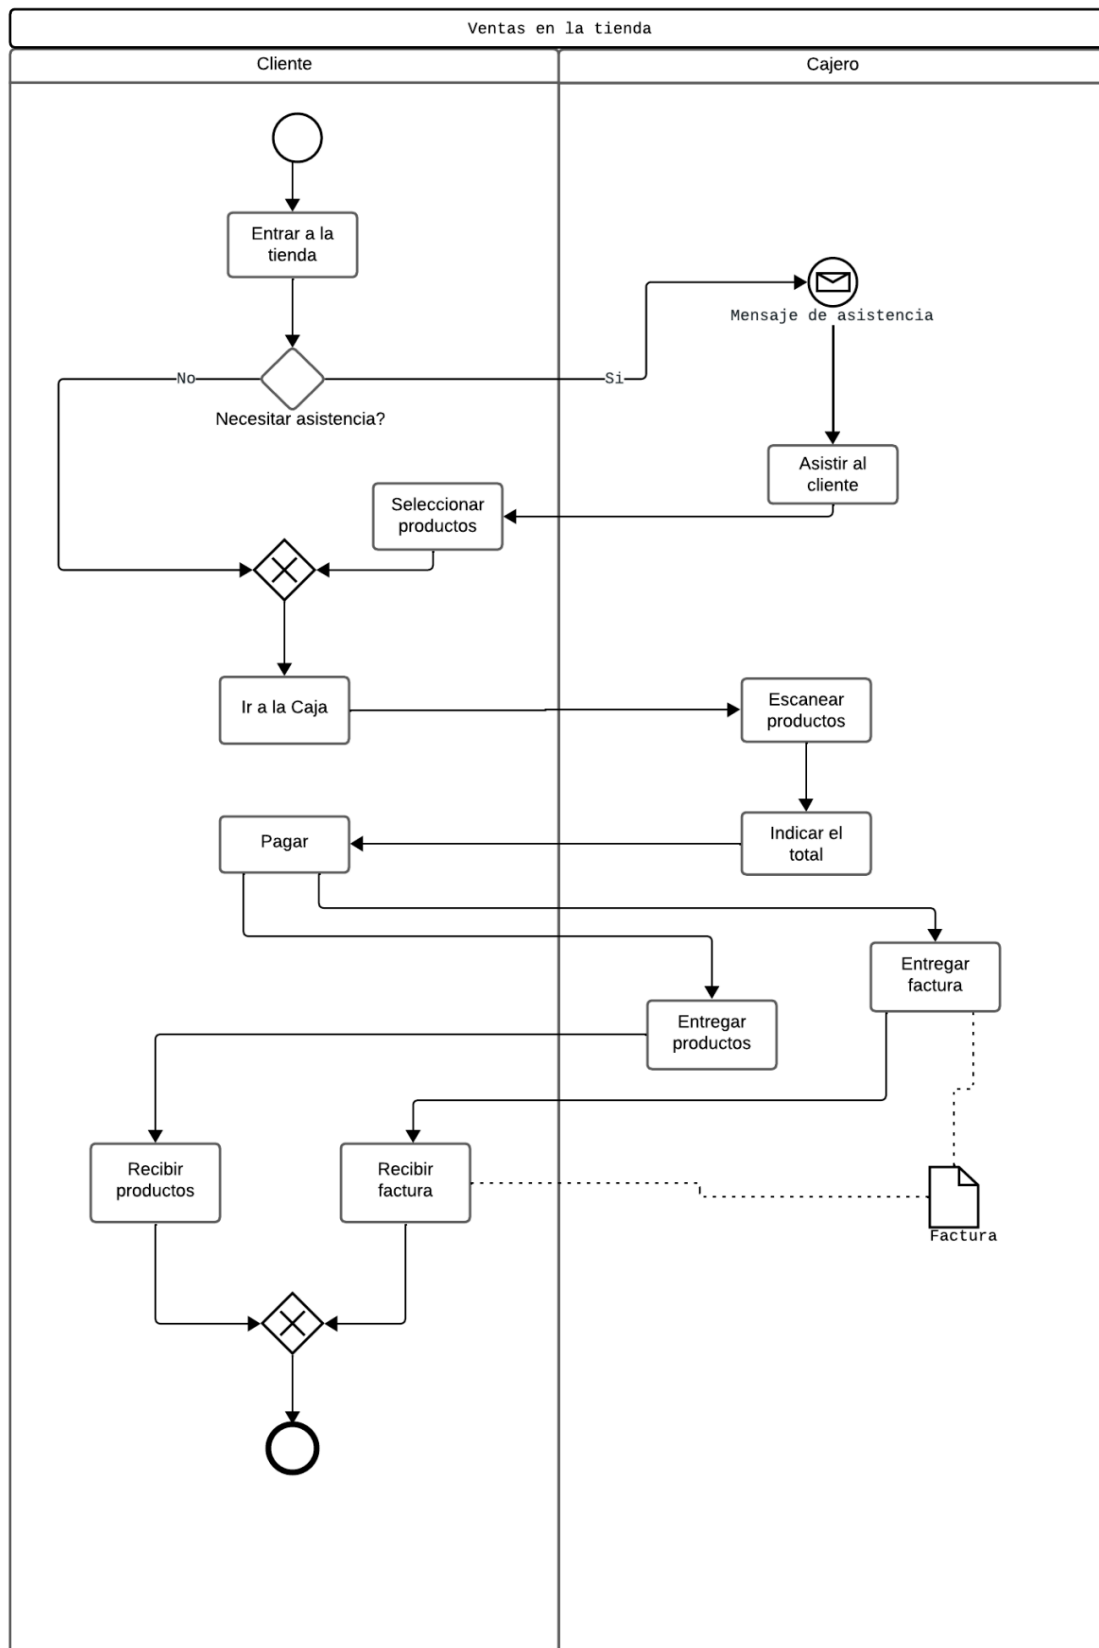 Ventas en la tienda
Cliente
Cajero
Entrar a la
tienda
Mensaje de asistencia
No
Si
Necesitar asistencia?
Asistir al
cliente
Seleccionar
productos
Ir a la Caja
Escanear
productos
Pagar
Indicar el
total
Entregar
factura
Entregar
productos
Recibir
productos
Recibir
factura
Factura